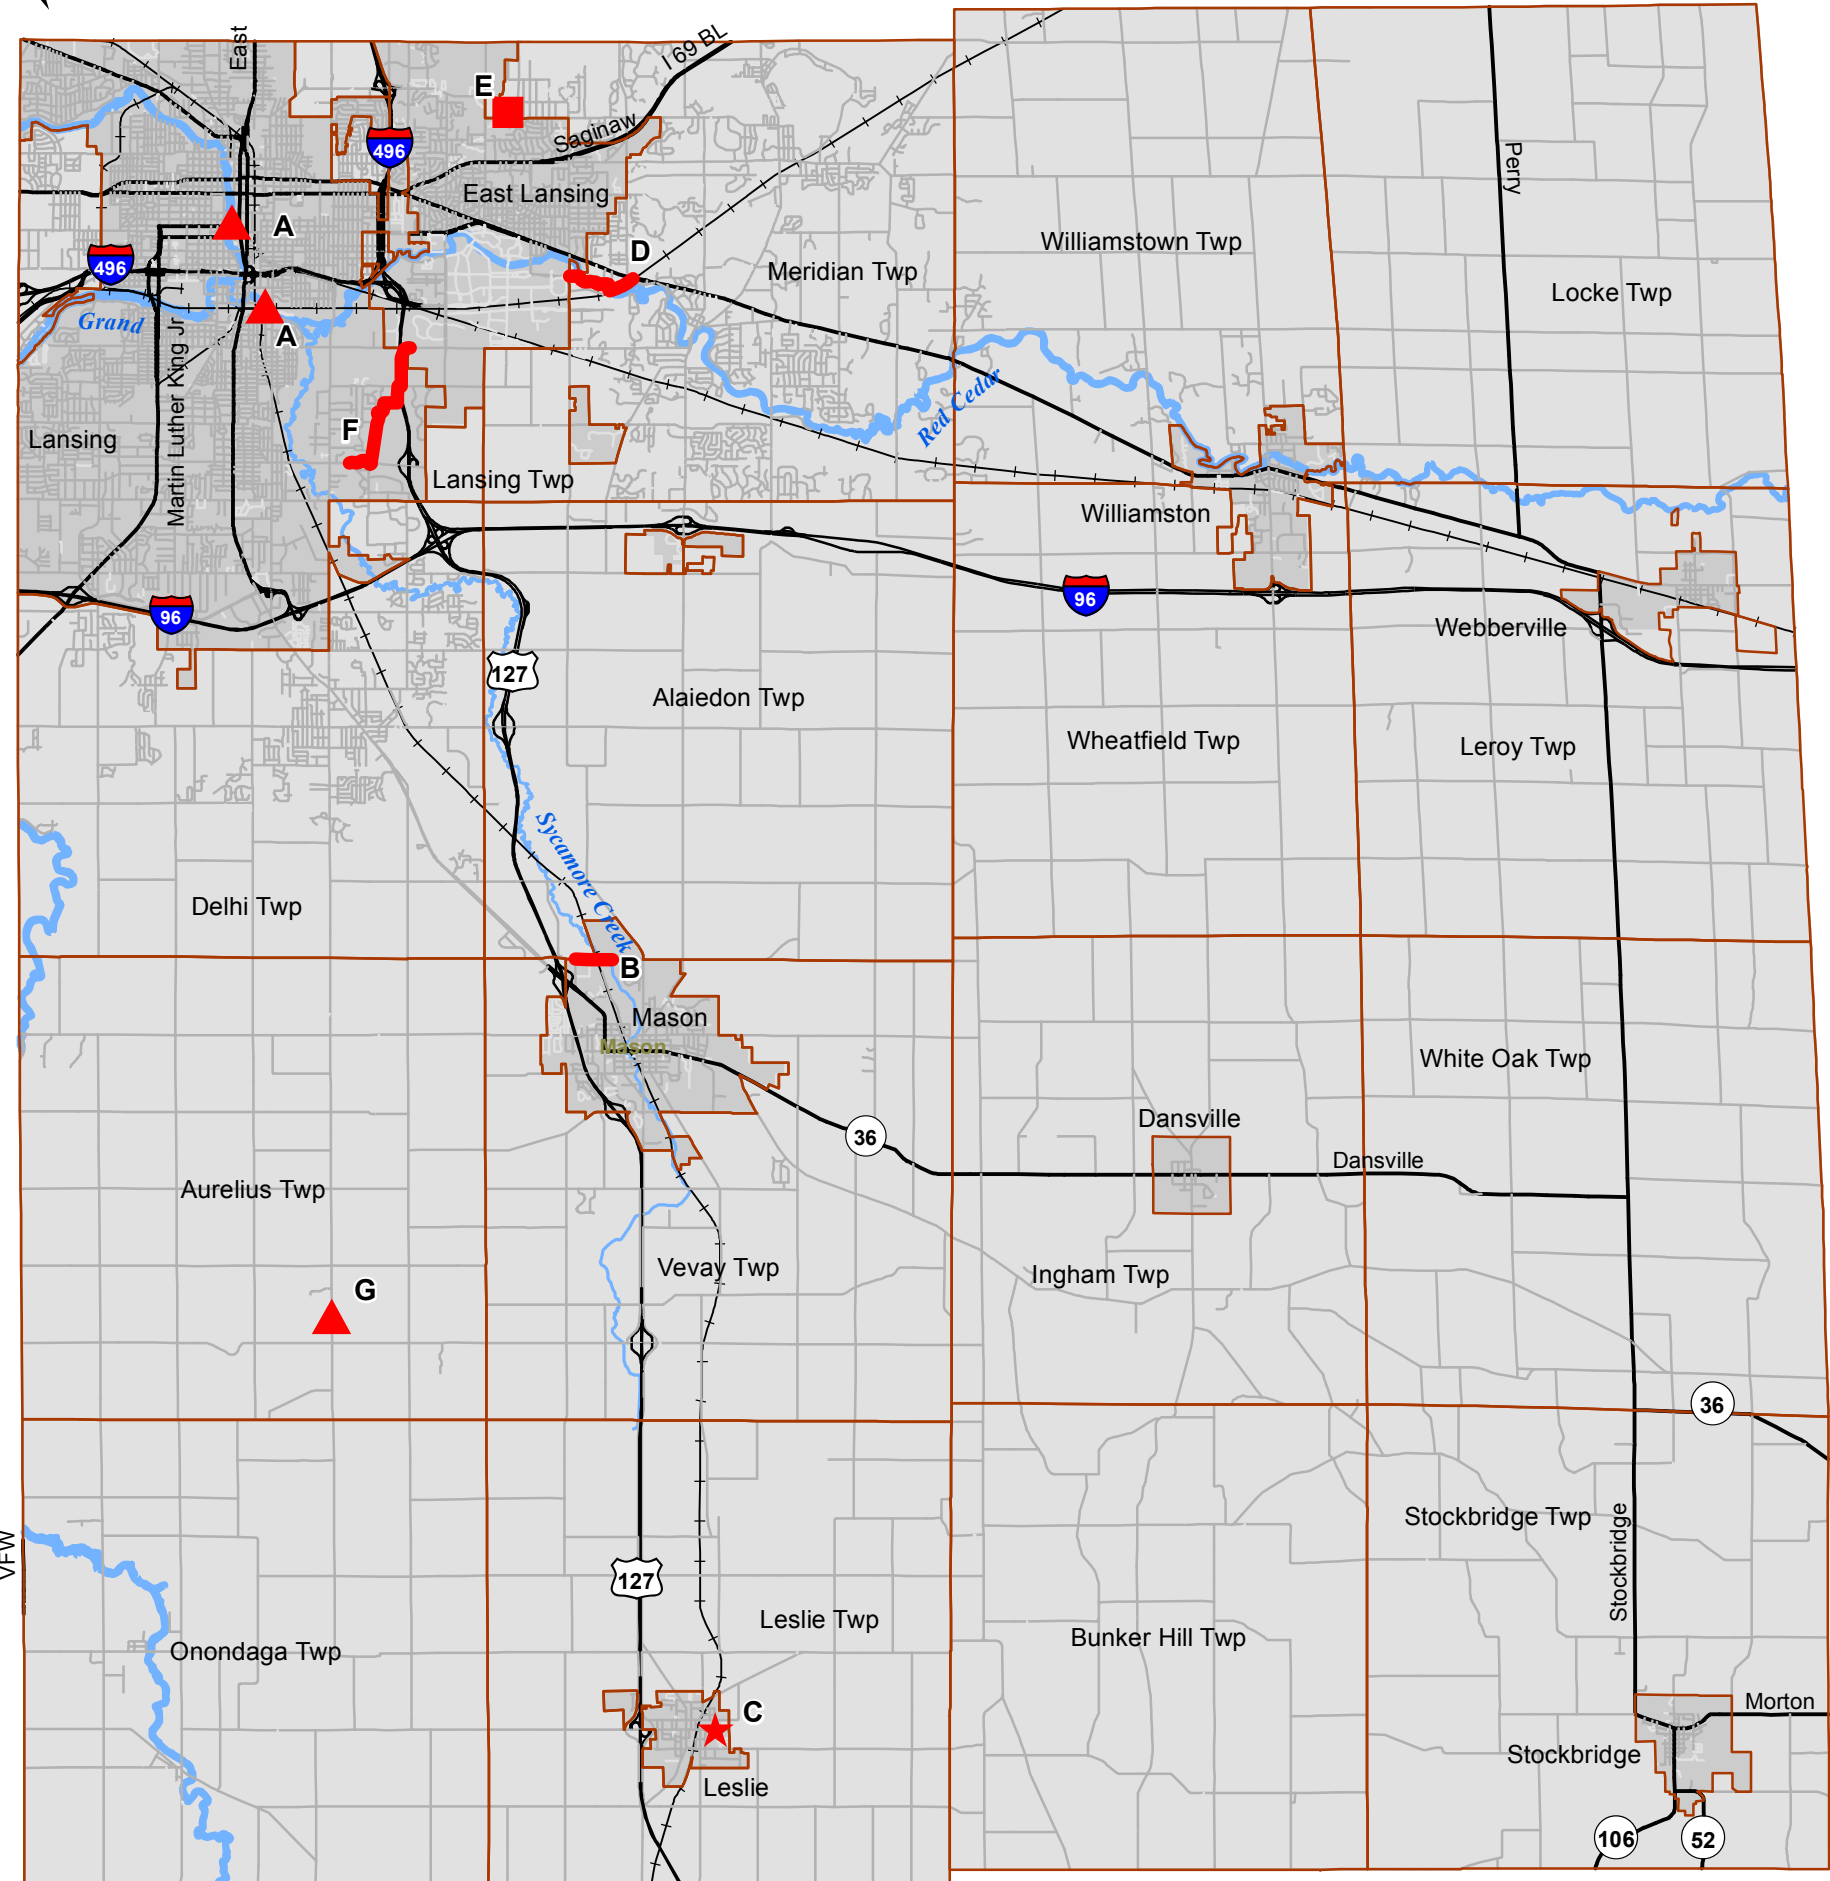 East
I 69 BL
E
Saginaw
496
East Lansing
Perry
A
D
Williamstown Twp
496
Meridian Twp
Locke Twp
Grand
A
Martin Luther King Jr
Red Cedar
F
Lansing
Lansing Twp
Williamston
96
96
Webberville
127
Alaiedon Twp
Wheatfield Twp
Leroy Twp
Sycamore Creek
Delhi Twp
B
Mason
Mason
White Oak Twp
Dansville
36
Dansville
Aurelius Twp
Vevay Twp
Ingham Twp
G
36
Stockbridge Twp
VFW
Stockbridge
127
Leslie Twp
Bunker Hill Twp
Onondaga Twp
C
Morton
Stockbridge
Leslie
106
52